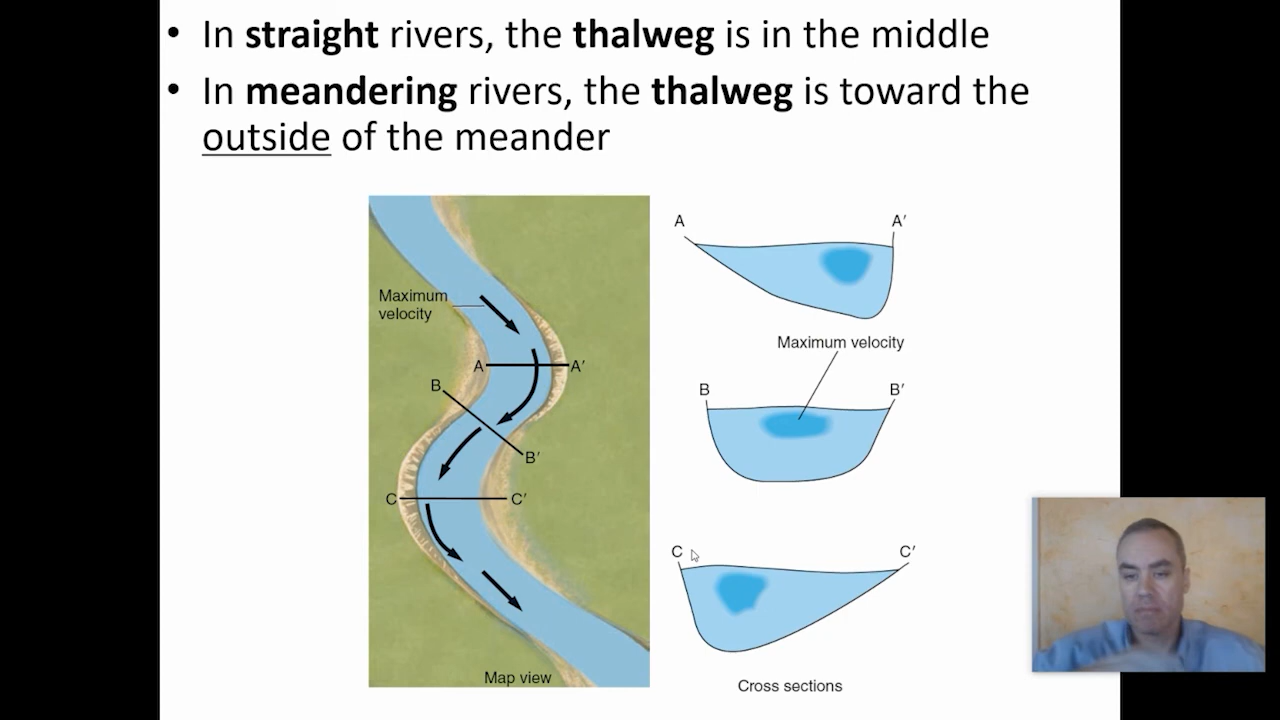 • In straight rivers, the thalweg is in the middle
• In meandering rivers, the thalweg is toward the
outside of the meander
Maximum
velocity
A
A′
B
B′
C
C′
Map view
A
A′
Maximum velocity
B
B′
C
C′
Cross sections